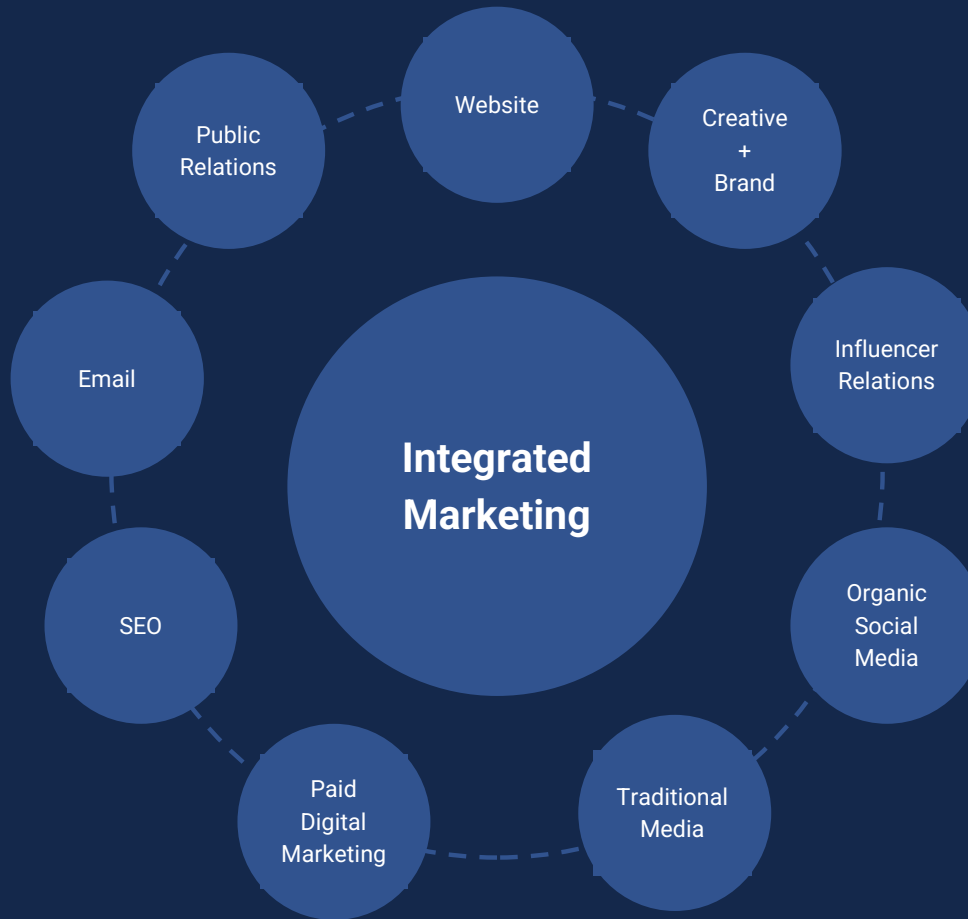 Website
Creative
+
Brand
Influencer
Relations
Organic
Social
Media
Traditional
Media
Paid
Digital
Marketing
SEO
Email
Public
Relations
Integrated
Marketing